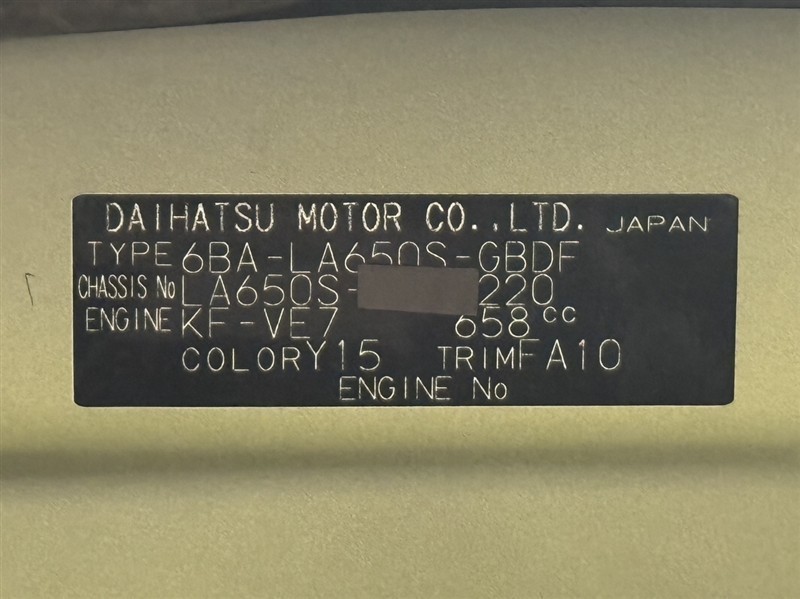 DAIHATSU MOTOR CO.,LTD. JAPAN
TYPE 6BA-LA650S-GBDF
CHASSIS No LA650S- 220
ENGINE KF-VE7 658 cc
COLOR Y15 TRIM FA10
ENGINE No